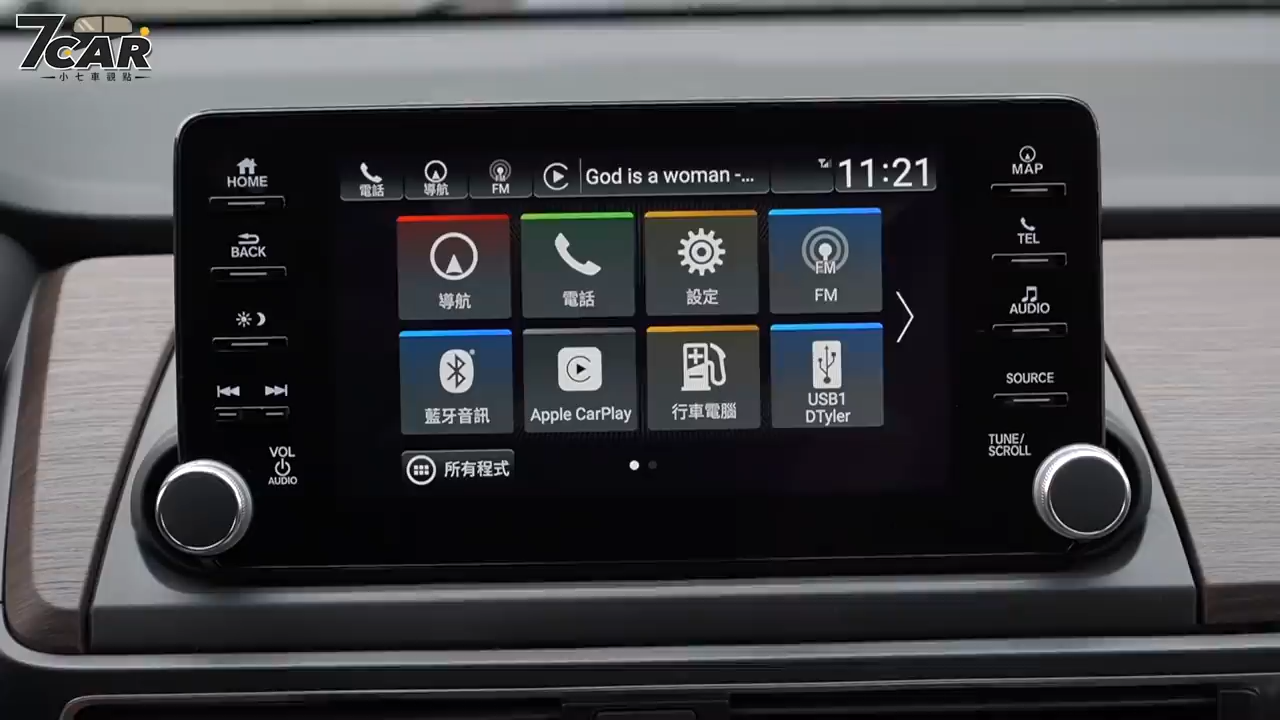 7CAR
小七車觀點
HOME
BACK
VOL
AUDIO
電話
導航
FM
God is a woman -...
11:21
導航
電話
設定
FM
FM
藍牙音訊
Apple CarPlay
行車電腦
USB1
DTyler
所有程式
MAP
TEL
AUDIO
SOURCE
TUNE/
SCROLL